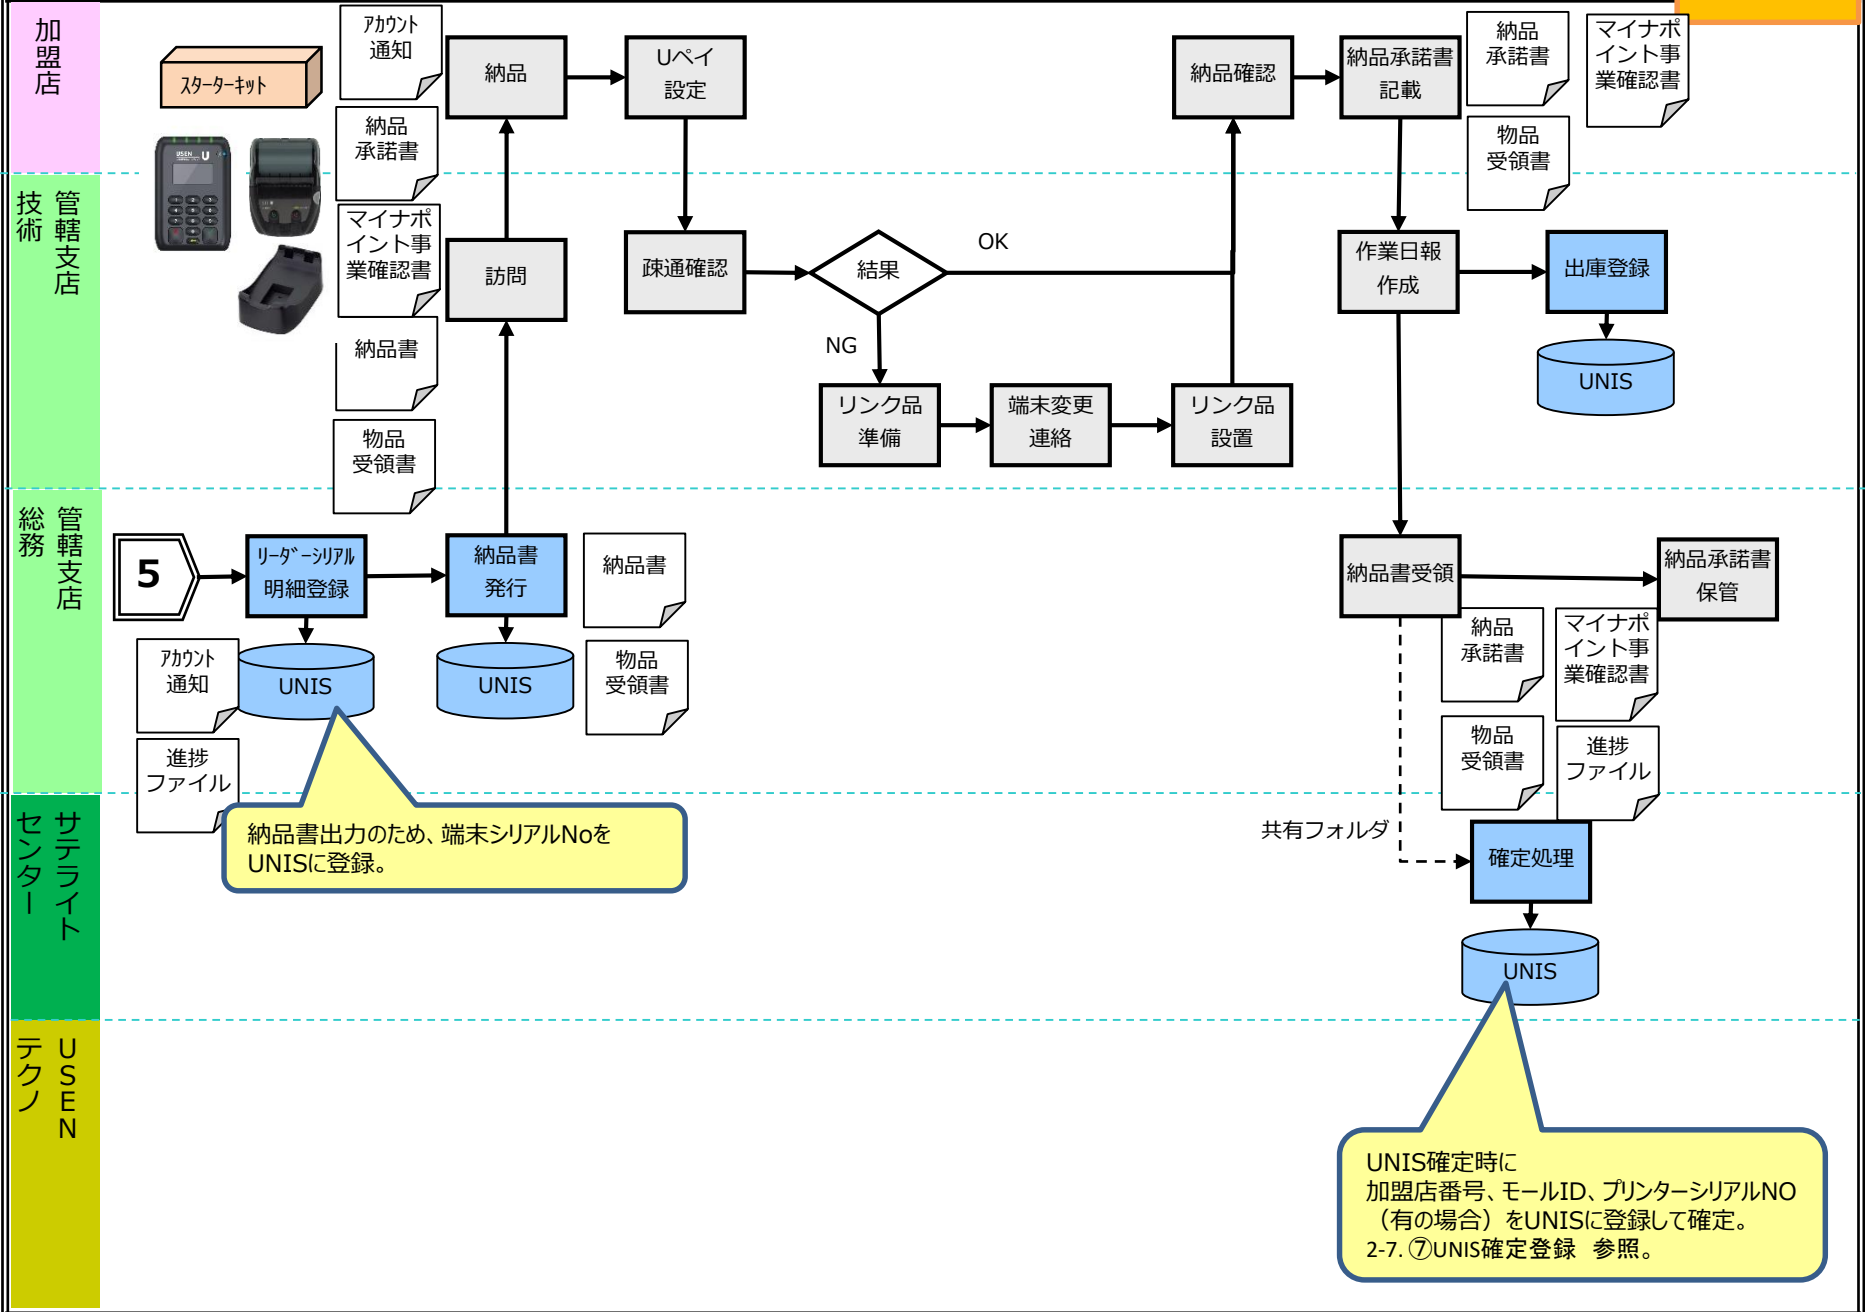 加盟店
スターターキット
アカウント
通知
納品
承諾書
納品
Uペイ
設定
納品確認
納品承諾書
記載
納品
承諾書
マイナポ
イント事
業確認書
物品
受領書
管轄支店
技術
USEN U
マイナポ
イント事
業確認書
納品書
物品
受領書
訪問
疎通確認
結果
OK
NG
リンク品
準備
端末変更
連絡
リンク品
設置
作業日報
作成
出庫登録
UNIS
管轄支店
総務
5
リーダーシリアル
明細登録
納品書
発行
納品書
UNIS
UNIS
物品
受領書
アカウント
通知
進捗
ファイル
納品書受領
納品承諾書
保管
納品
承諾書
マイナポ
イント事
業確認書
物品
受領書
進捗
ファイル
サテライト
センター
納品書出力のため、端末シリアルNoを
UNISに登録。
共有フォルダ
確定処理
UNIS
USEN
テクノ
UNIS確定時に
加盟店番号、モールID、プリンターシリアルNO
（有の場合）をUNISに登録して確定。
2-7.⑦UNIS確定登録　参照。